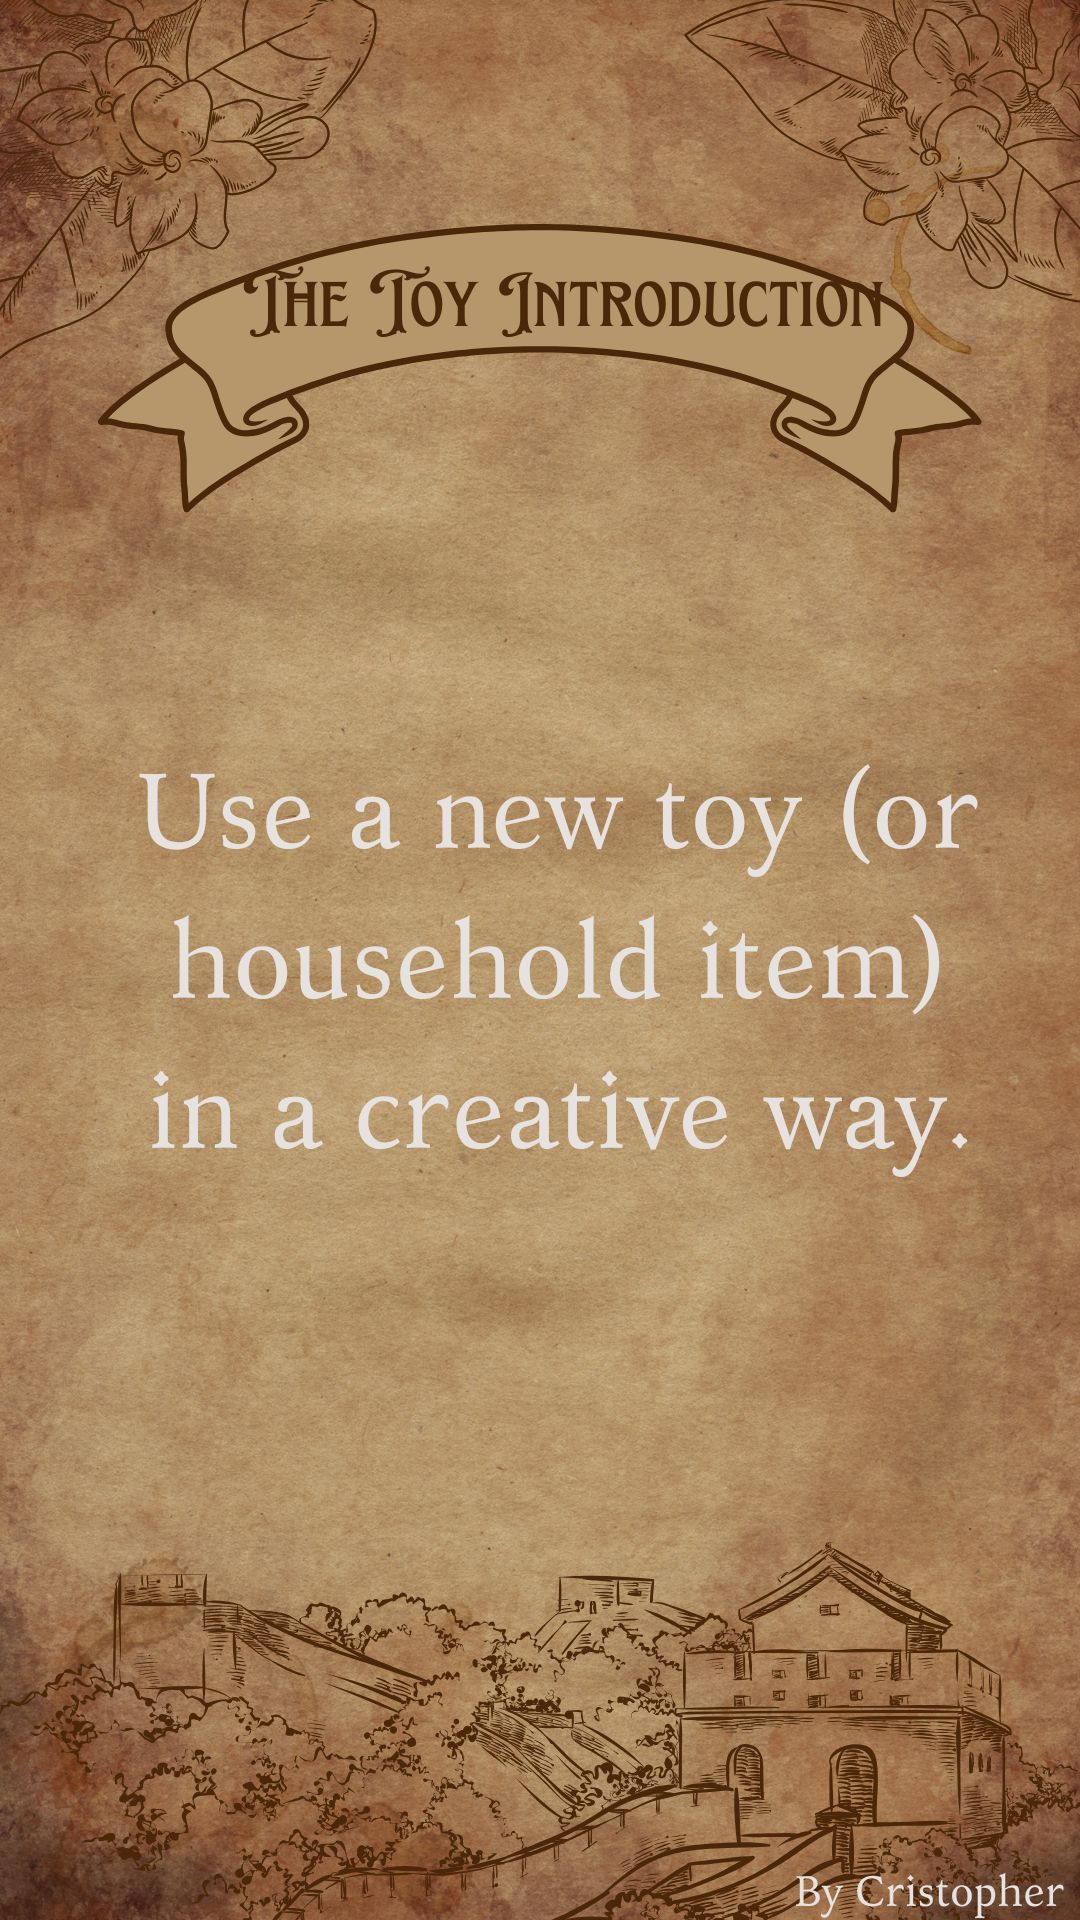 The Toy Introduction
Use a new toy (or
household item)
in a creative way.
By Cristopher